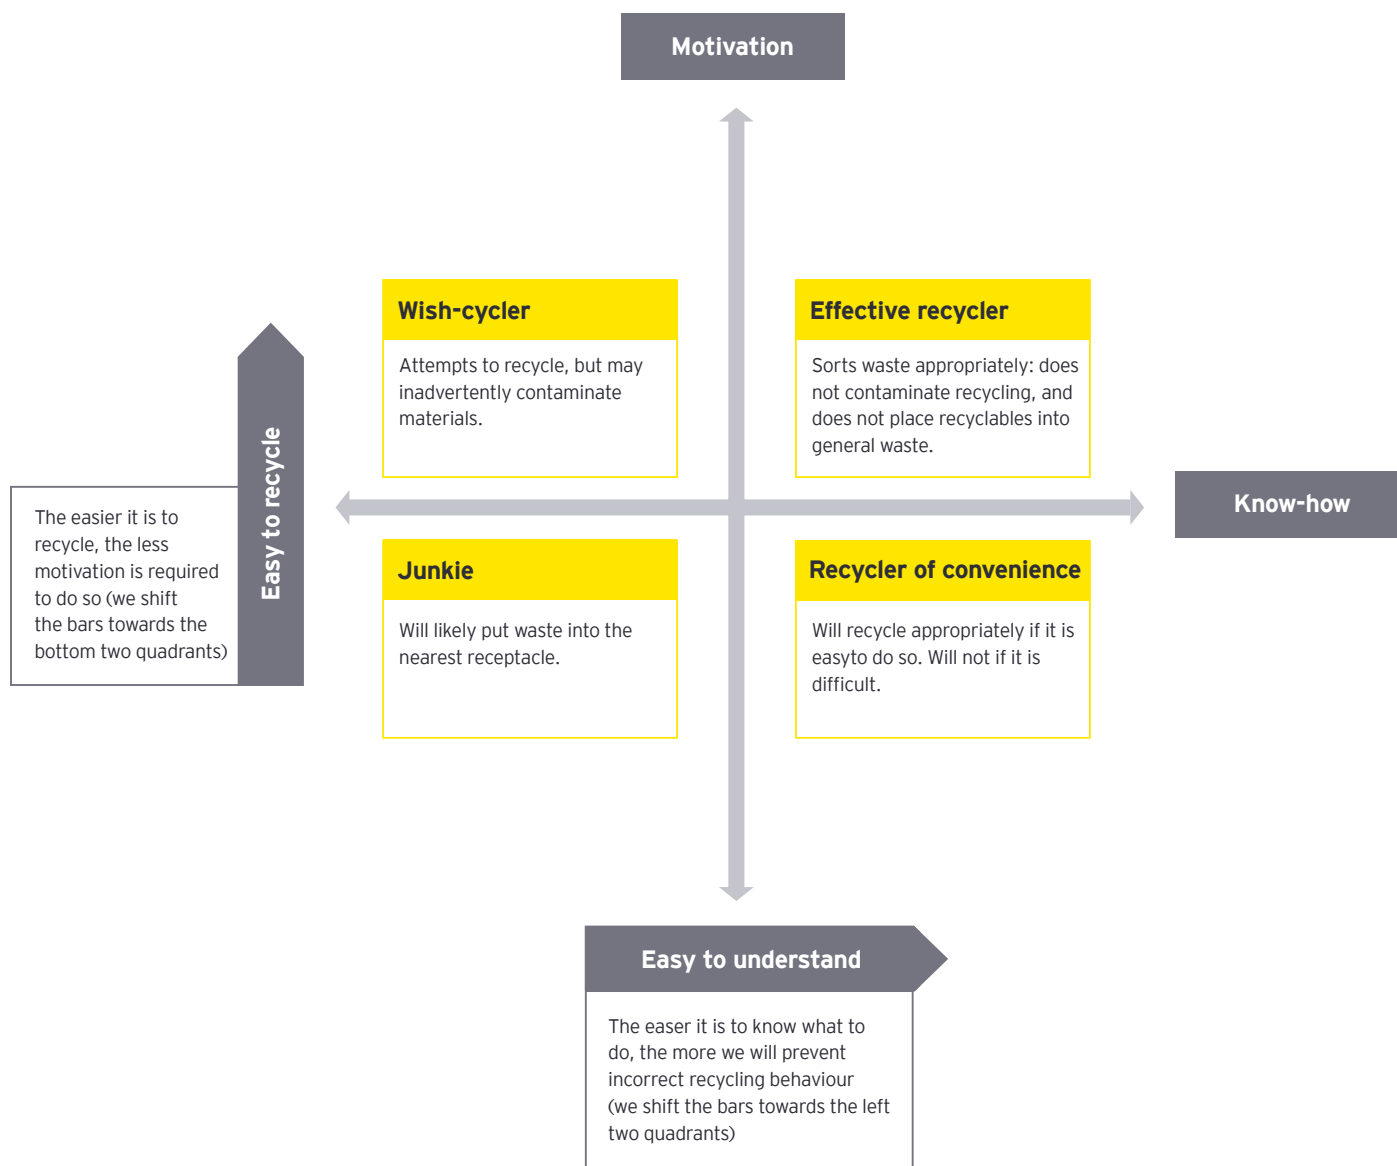 Motivation
Wish-cycler
Attempts to recycle, but may
inadvertently contaminate
materials.
Effective recycler
Sorts waste appropriately: does
not contaminate recycling, and
does not place recyclables into
general waste.
Easy to recycle
The easier it is to
recycle, the less
motivation is required
to do so (we shift
the bars towards the
bottom two quadrants)
Know-how
Junkie
Will likely put waste into the
nearest receptacle.
Recycler of convenience
Will recycle appropriately if it is
easyto do so. Will not if it is
difficult.
Easy to understand
The easer it is to know what to
do, the more we will prevent
incorrect recycling behaviour
(we shift the bars towards the left
two quadrants)